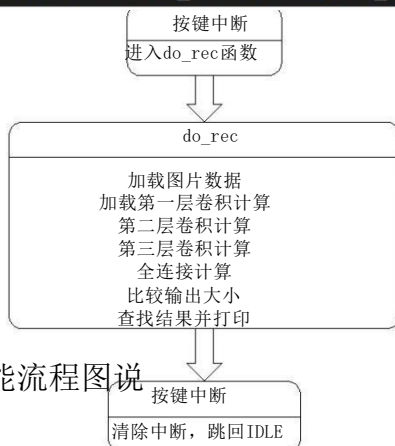 按键中断
进入do_rec函数
do_rec
加载图片数据
加载第一层卷积计算
第二层卷积计算
第三层卷积计算
全连接计算
比较输出大小
查找结果并打印
能流程图说
按键中断
清除中断，跳回IDLE